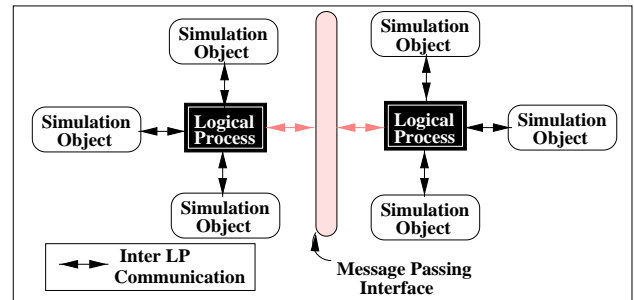 Simulation
Object
Simulation
Object
Simulation
Object
Logical
Process
Logical
Process
Simulation
Object
Simulation
Object
Simulation
Object
Inter LP
Communication
Message Passing
Interface